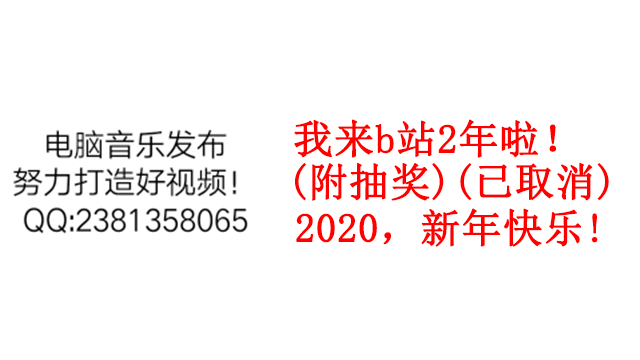 电脑音乐发布
努力打造好视频!
QQ:2381358065
我来b站2年啦!
(附抽奖)(已取消)
2020，新年快乐!